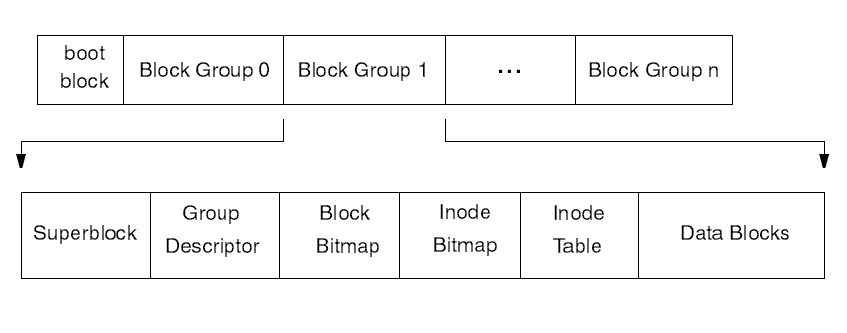 boot
block
Block Group 0
Block Group 1
...
Block Group n
Superblock
Group
Descriptor
Block
Bitmap
Inode
Bitmap
Inode
Table
Data Blocks